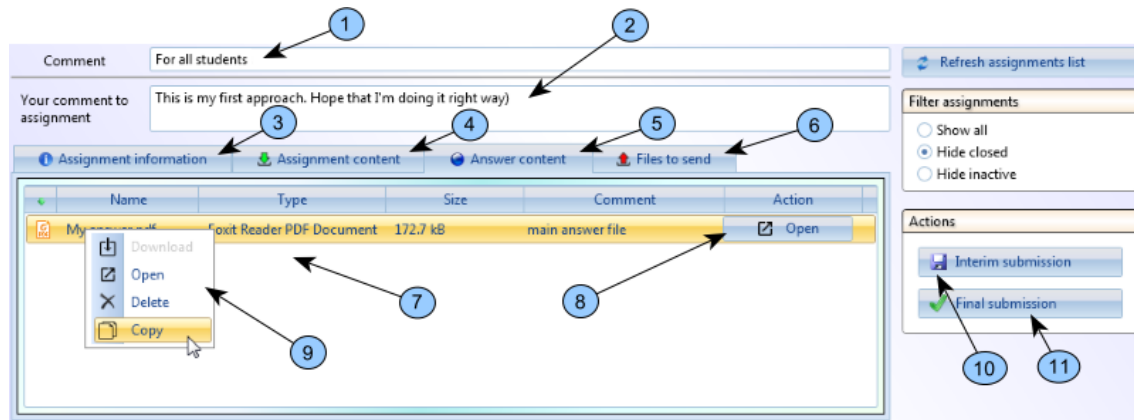 1
2
Comment
For all students
Refresh assignments list
Your comment to
assignment
This is my first approach. Hope that I'm doing it right way)
Filter assignments
3
4
5
6
Show all
Hide closed
Hide inactive
Assignment information
Assignment content
Answer content
Files to send
Name
Type
Size
Comment
Action
My answer.pdf
Foxit Reader PDF Document
172.7 kB
main answer file
Open
Actions
Download
Open
Delete
Copy
Interim submission
Final submission
7
8
9
10
11